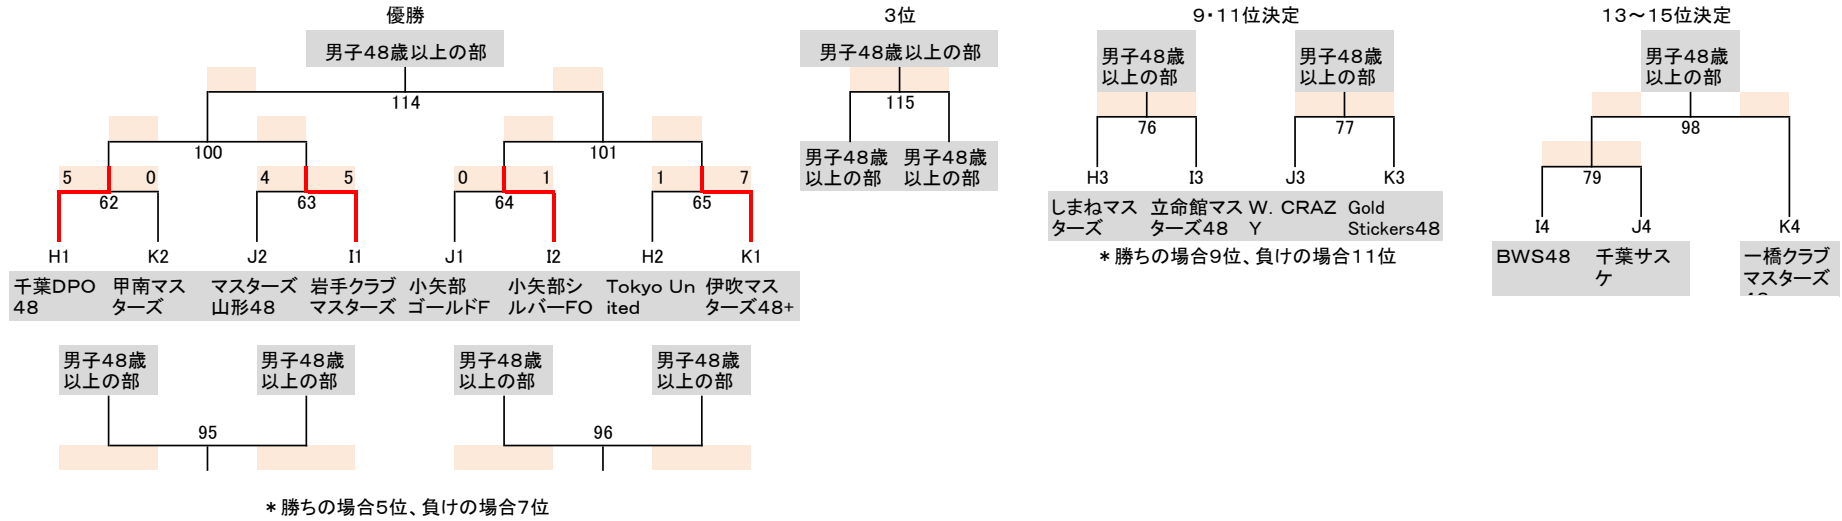 優勝
男子48歳以上の部
114
100
101
5 0 4 5 0 1 1 7
62 63 64 65
H1 K2 J2 I1 J1 I2 H2 K1
千葉DPO 甲南マス マスターズ 岩手クラブ 小矢部 小矢部シ Tokyo Un 伊吹マス
48 ターズ 山形48 マスターズ ゴールドF ルバーFO ited ターズ48+
男子48歳 男子48歳 男子48歳 男子48歳
以上の部 以上の部 以上の部 以上の部
95 96
*勝ちの場合5位、負けの場合7位
3位
男子48歳以上の部
115
男子48歳 男子48歳
以上の部 以上の部
9・11位決定
男子48歳 男子48歳
以上の部 以上の部
76 77
H3 I3 J3 K3
しまねマス 立命館マス W. CRAZ Gold
ターズ ターズ48 Y Stickers48
*勝ちの場合9位、負けの場合11位
13~15位決定
男子48歳
以上の部
98
79
I4 J4 K4
BWS48 千葉サス 一橋クラブ
ケ マスターズ